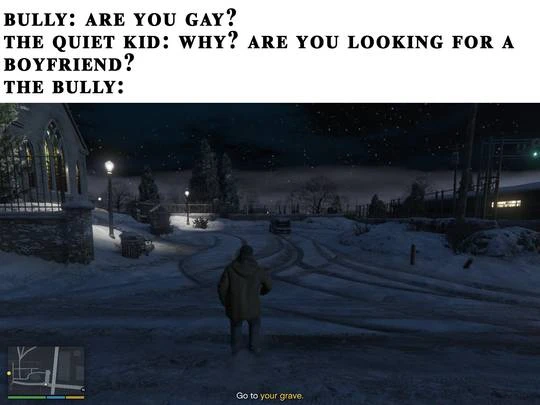 BULLY: ARE YOU GAY?
THE QUIET KID: WHY? ARE YOU LOOKING FOR A
BOYFRIEND?
THE BULLY:
Go to your grave.